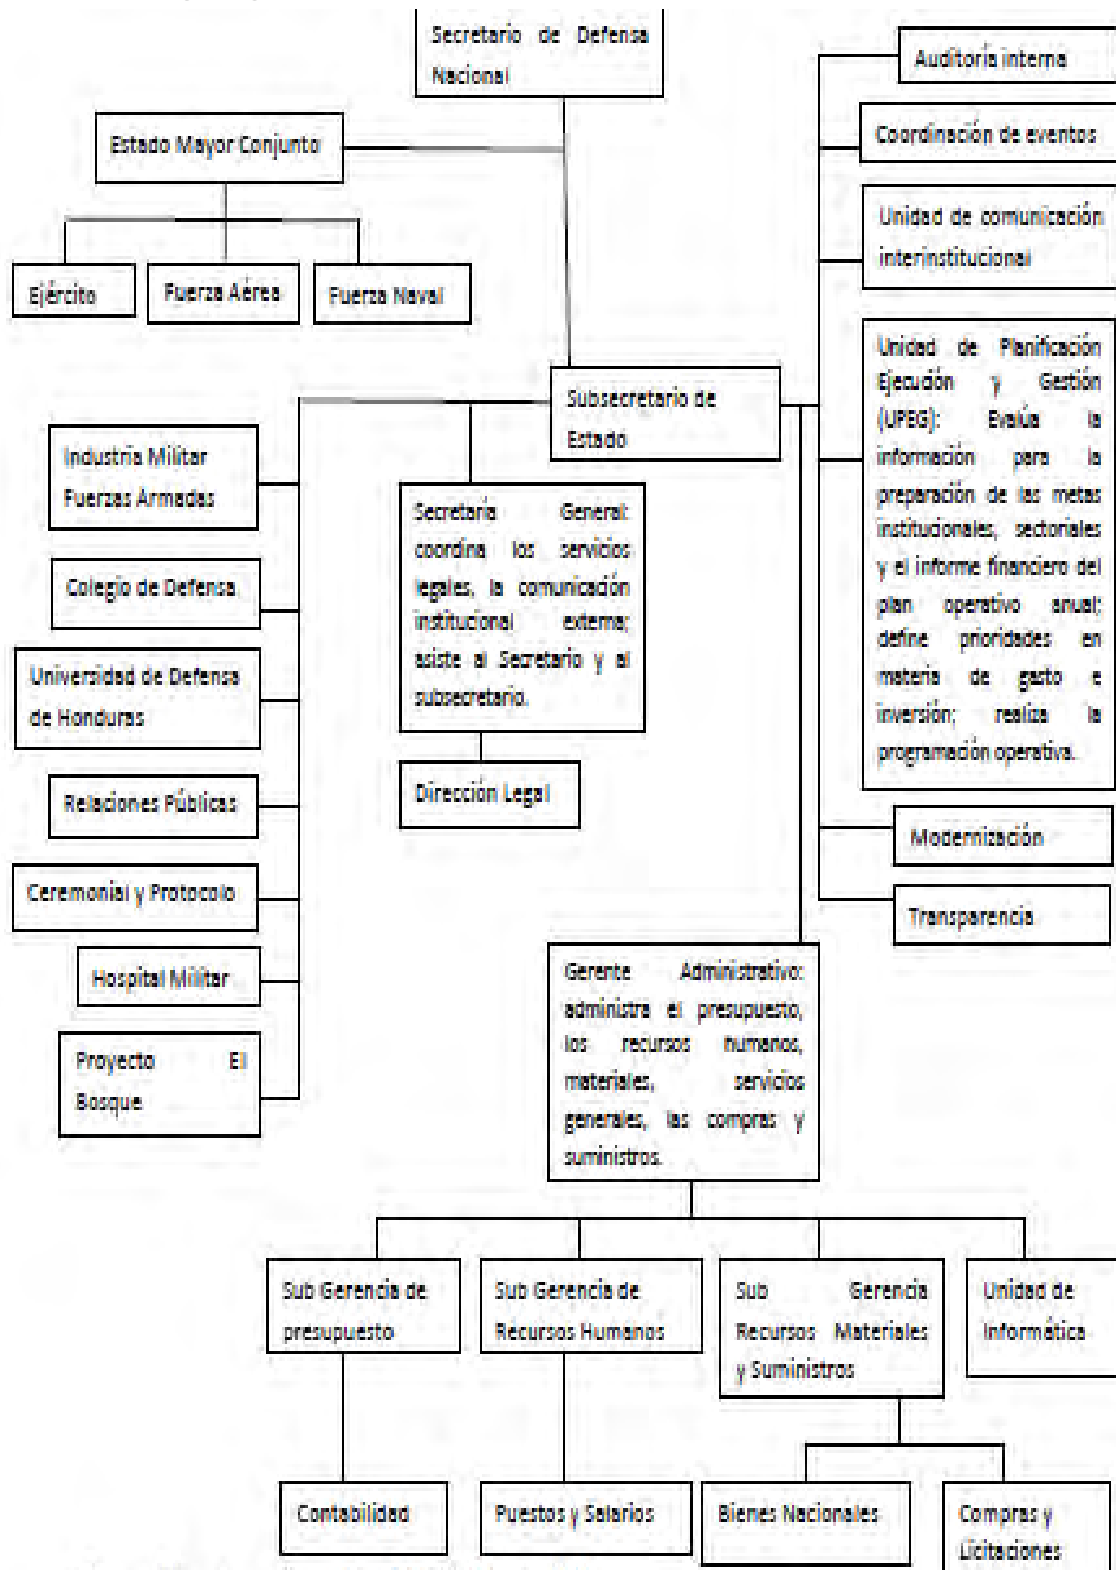 Secretario de Defensa
Nacional
Auditoría interna
Estado Mayor Conjunto
Coordinación de eventos
Unidad de comunicación
interinstitucional
Ejército
Fuerza Aérea
Fuerza Naval
Unidad de Planificación
Ejecución y Gestión
(UPEG): Evalúa la
información para la
preparación de las metas
institucionales, sectoriales
y el informe financiero del
plan operativo anual;
define prioridades en
materia de gasto e
inversión; realiza la
programación operativa.
Subsecretario de
Estado
Industria Militar
Fuerzas Armadas
Secretaría General:
coordina los servicios
legales, la comunicación
institucional externa;
asiste al Secretario y al
subsecretario.
Colegio de Defensa
Universidad de Defensa
de Honduras
Relaciones Públicas
Dirección Legal
Modernización
Ceremonial y Protocolo
Transparencia
Hospital Militar
Gerente Administrativo:
administra el presupuesto,
los recursos humanos,
materiales, servicios
generales, las compras y
suministros.
Proyecto El
Bosque
Sub Gerencia de
presupuesto
Sub Gerencia de
Recursos Humanos
Sub Gerencia
Recursos Materiales
y Suministros
Unidad de
Informática
Contabilidad
Puestos y Salarios
Bienes Nacionales
Compras y
Licitaciones